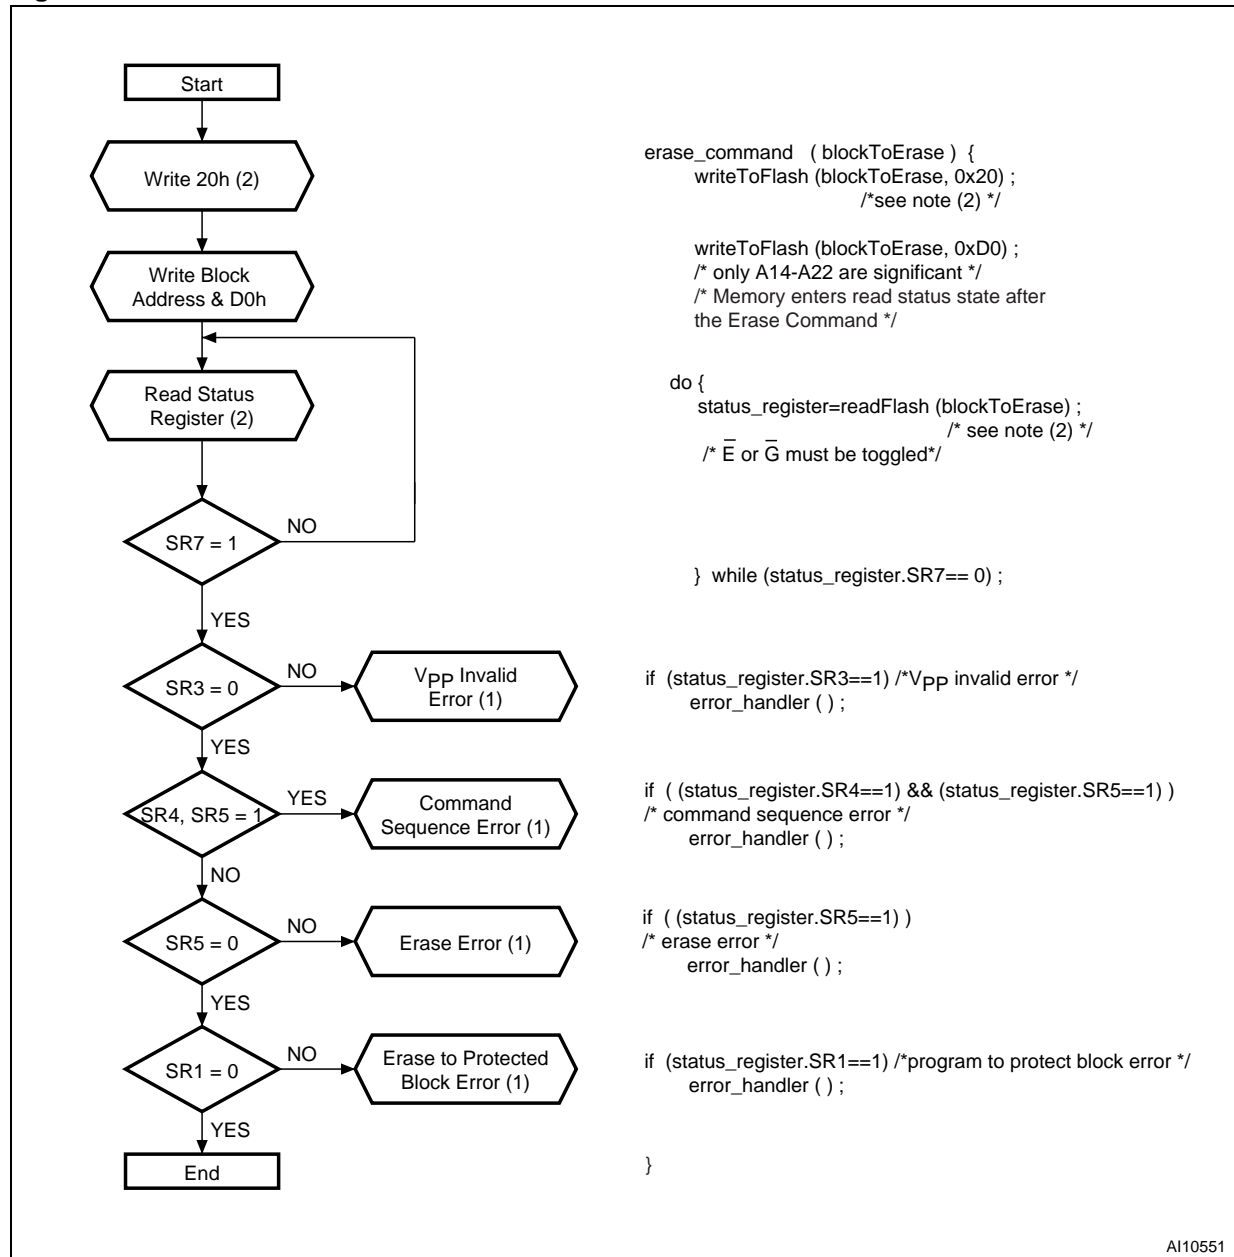 Start
Write 20h (2)
Write Block
Address & D0h
Read Status
Register (2)
SR7 = 1
NO
YES
SR3 = 0
NO
VPP Invalid
Error (1)
YES
SR4, SR5 = 1
YES
Command
Sequence Error (1)
NO
SR5 = 0
NO
Erase Error (1)
YES
SR1 = 0
NO
Erase to Protected
Block Error (1)
YES
End
erase_command ( blockToErase ) {
writeToFlash (blockToErase, 0x20) ;
/*see note (2) */
writeToFlash (blockToErase, 0xD0) ;
/* only A14-A22 are significant */
/* Memory enters read status state after
the Erase Command */
do {
status_register=readFlash (blockToErase) ;
/* see note (2) */
/* E̅ or G̅ must be toggled*/
} while (status_register.SR7== 0) ;
if (status_register.SR3==1) /*VPP invalid error */
error_handler ( ) ;
if ( (status_register.SR4==1) && (status_register.SR5==1) )
/* command sequence error */
error_handler ( ) ;
if ( (status_register.SR5==1) )
/* erase error */
error_handler ( ) ;
if (status_register.SR1==1) /*program to protect block error */
error_handler ( ) ;
}
AI10551